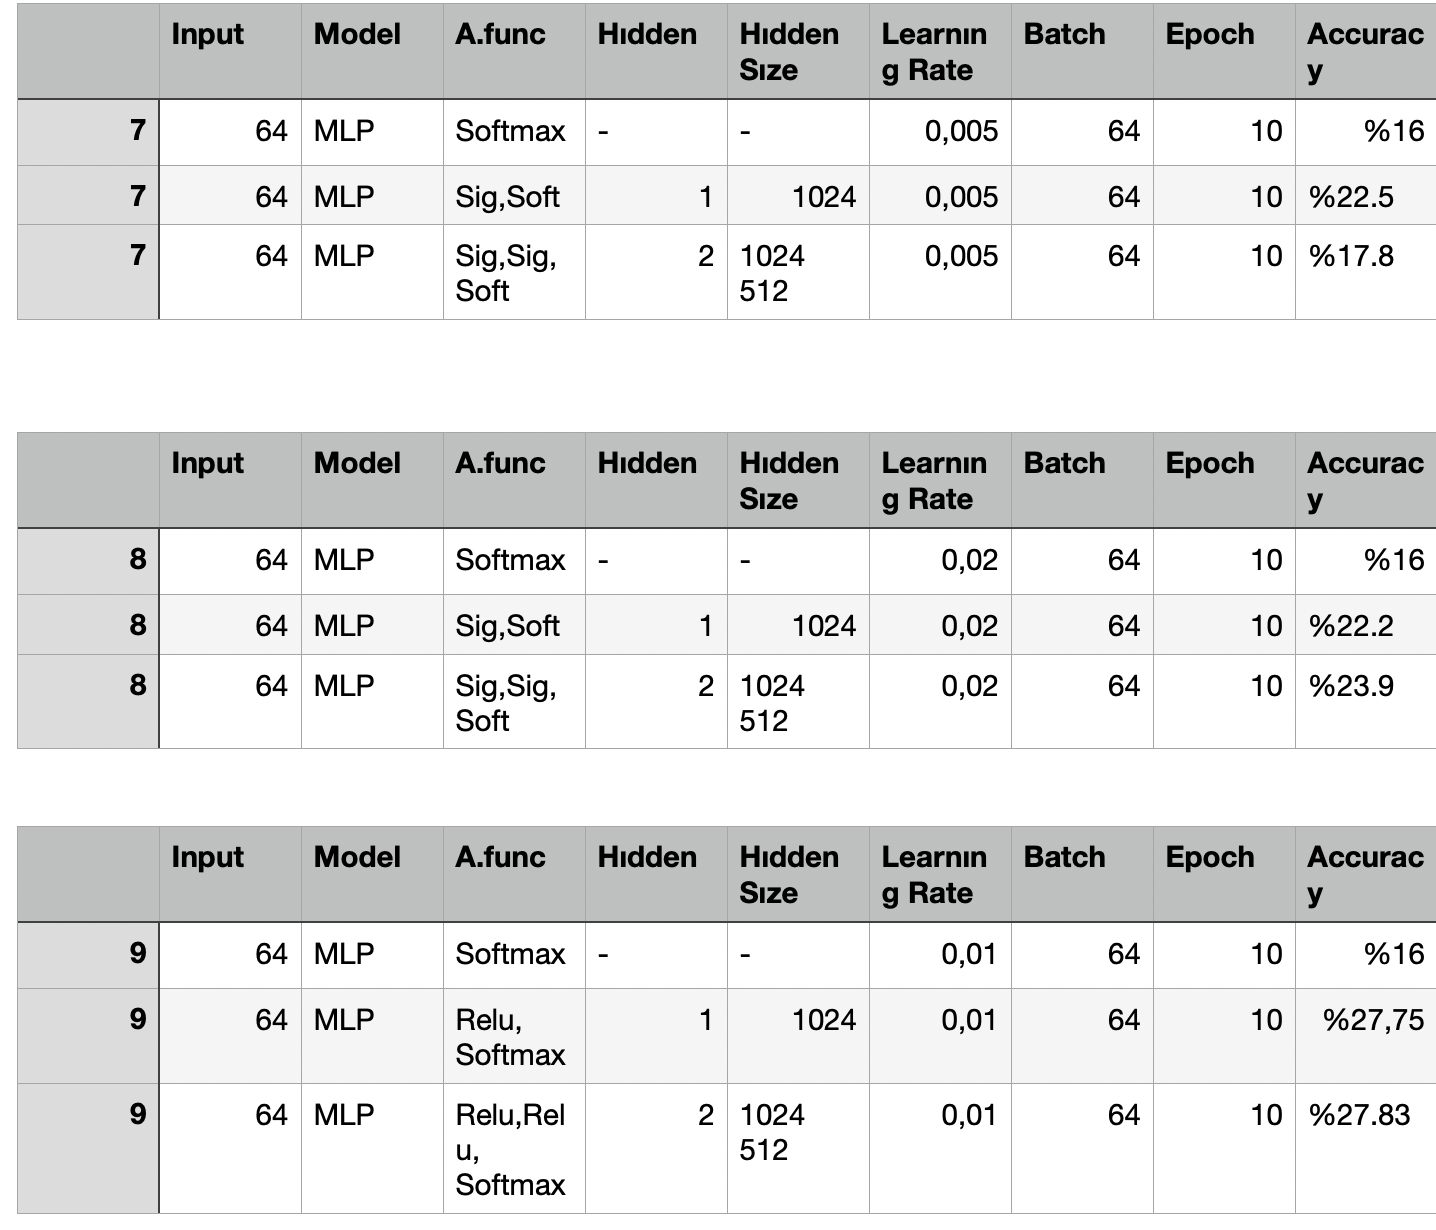 Input Model A.func Hıdden Hıdden Learnın Batch Epoch Accurac
Sıze g Rate y
7 64 MLP Softmax - - 0,005 64 10 %16
7 64 MLP Sig,Soft 1 1024 0,005 64 10 %22.5
7 64 MLP Sig,Sig, 2 1024 0,005 64 10 %17.8
Soft 512
Input Model A.func Hıdden Hıdden Learnın Batch Epoch Accurac
Sıze g Rate y
8 64 MLP Softmax - - 0,02 64 10 %16
8 64 MLP Sig,Soft 1 1024 0,02 64 10 %22.2
8 64 MLP Sig,Sig, 2 1024 0,02 64 10 %23.9
Soft 512
Input Model A.func Hıdden Hıdden Learnın Batch Epoch Accurac
Sıze g Rate y
9 64 MLP Softmax - - 0,01 64 10 %16
9 64 MLP Relu, 1 1024 0,01 64 10 %27,75
Softmax
9 64 MLP Relu,Rel 2 1024 0,01 64 10 %27.83
u, 512
Softmax